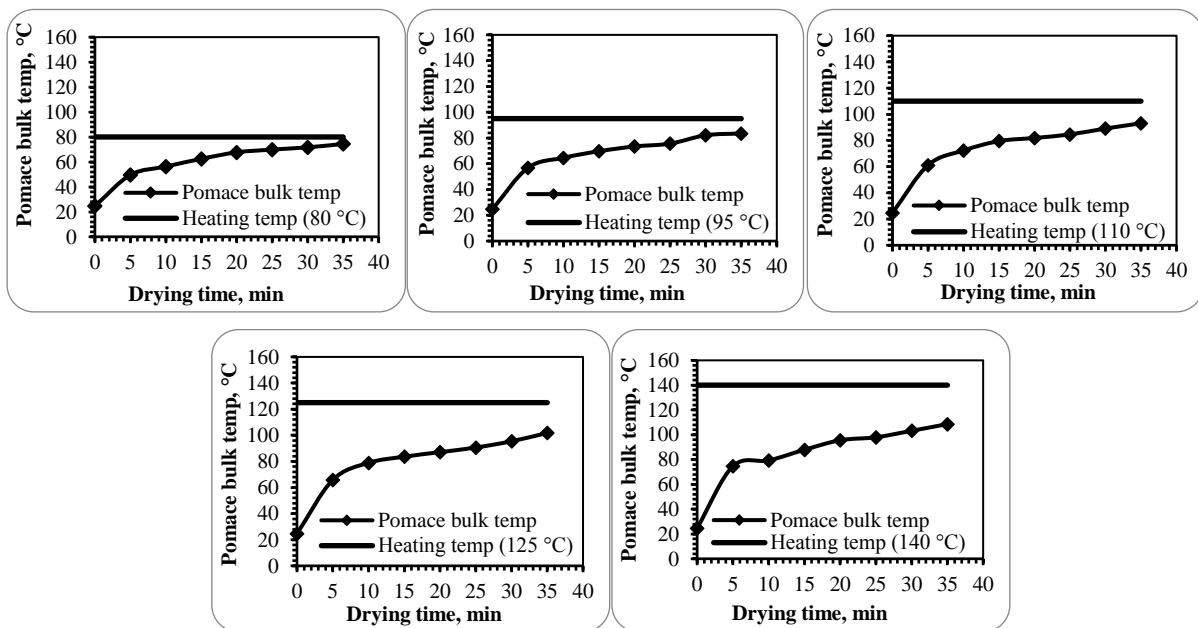 Pomace bulk temp, °C
160
140
120
100
80
60
40
20
0
Pomace bulk temp
Heating temp (80 °C)
0 5 10 15 20 25 30 35 40
Drying time, min
Pomace bulk temp, °C
160
140
120
100
80
60
40
20
0
Pomace bulk temp
Heating temp (95 °C)
0 5 10 15 20 25 30 35 40
Drying time, min
Pomace bulk temp, °C
160
140
120
100
80
60
40
20
0
Pomace bulk temp
Heating temp (110 °C)
0 5 10 15 20 25 30 35 40
Drying time, min
Pomace bulk temp, °C
160
140
120
100
80
60
40
20
0
Pomace bulk temp
Heating temp (125 °C)
0 5 10 15 20 25 30 35 40
Drying time, min
Pomace bulk temp, °C
160
140
120
100
80
60
40
20
0
Pomace bulk temp
Heating temp (140 °C)
0 5 10 15 20 25 30 35 40
Drying time, min